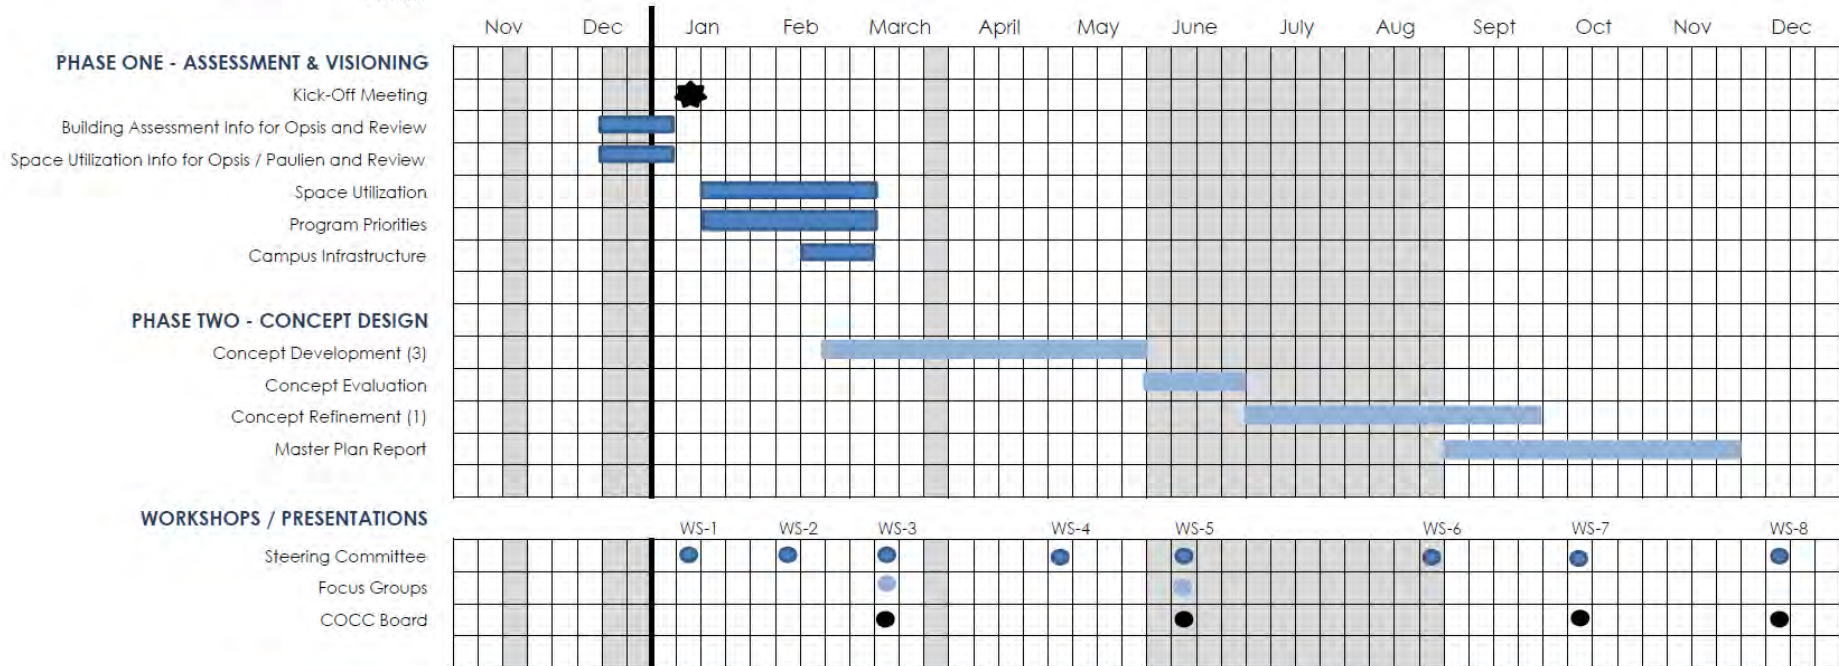 Nov Dec Jan Feb March April May June July Aug Sept Oct Nov Dec
PHASE ONE - ASSESSMENT & VISIONING
Kick-Off Meeting
Building Assessment Info for Opsis and Review
Space Utilization Info for Opsis / Paulien and Review
Space Utilization
Program Priorities
Campus Infrastructure
PHASE TWO - CONCEPT DESIGN
Concept Development (3)
Concept Evaluation
Concept Refinement (1)
Master Plan Report
WORKSHOPS / PRESENTATIONS
WS-1 WS-2 WS-3 WS-4 WS-5 WS-6 WS-7 WS-8
Steering Committee
Focus Groups
COCC Board